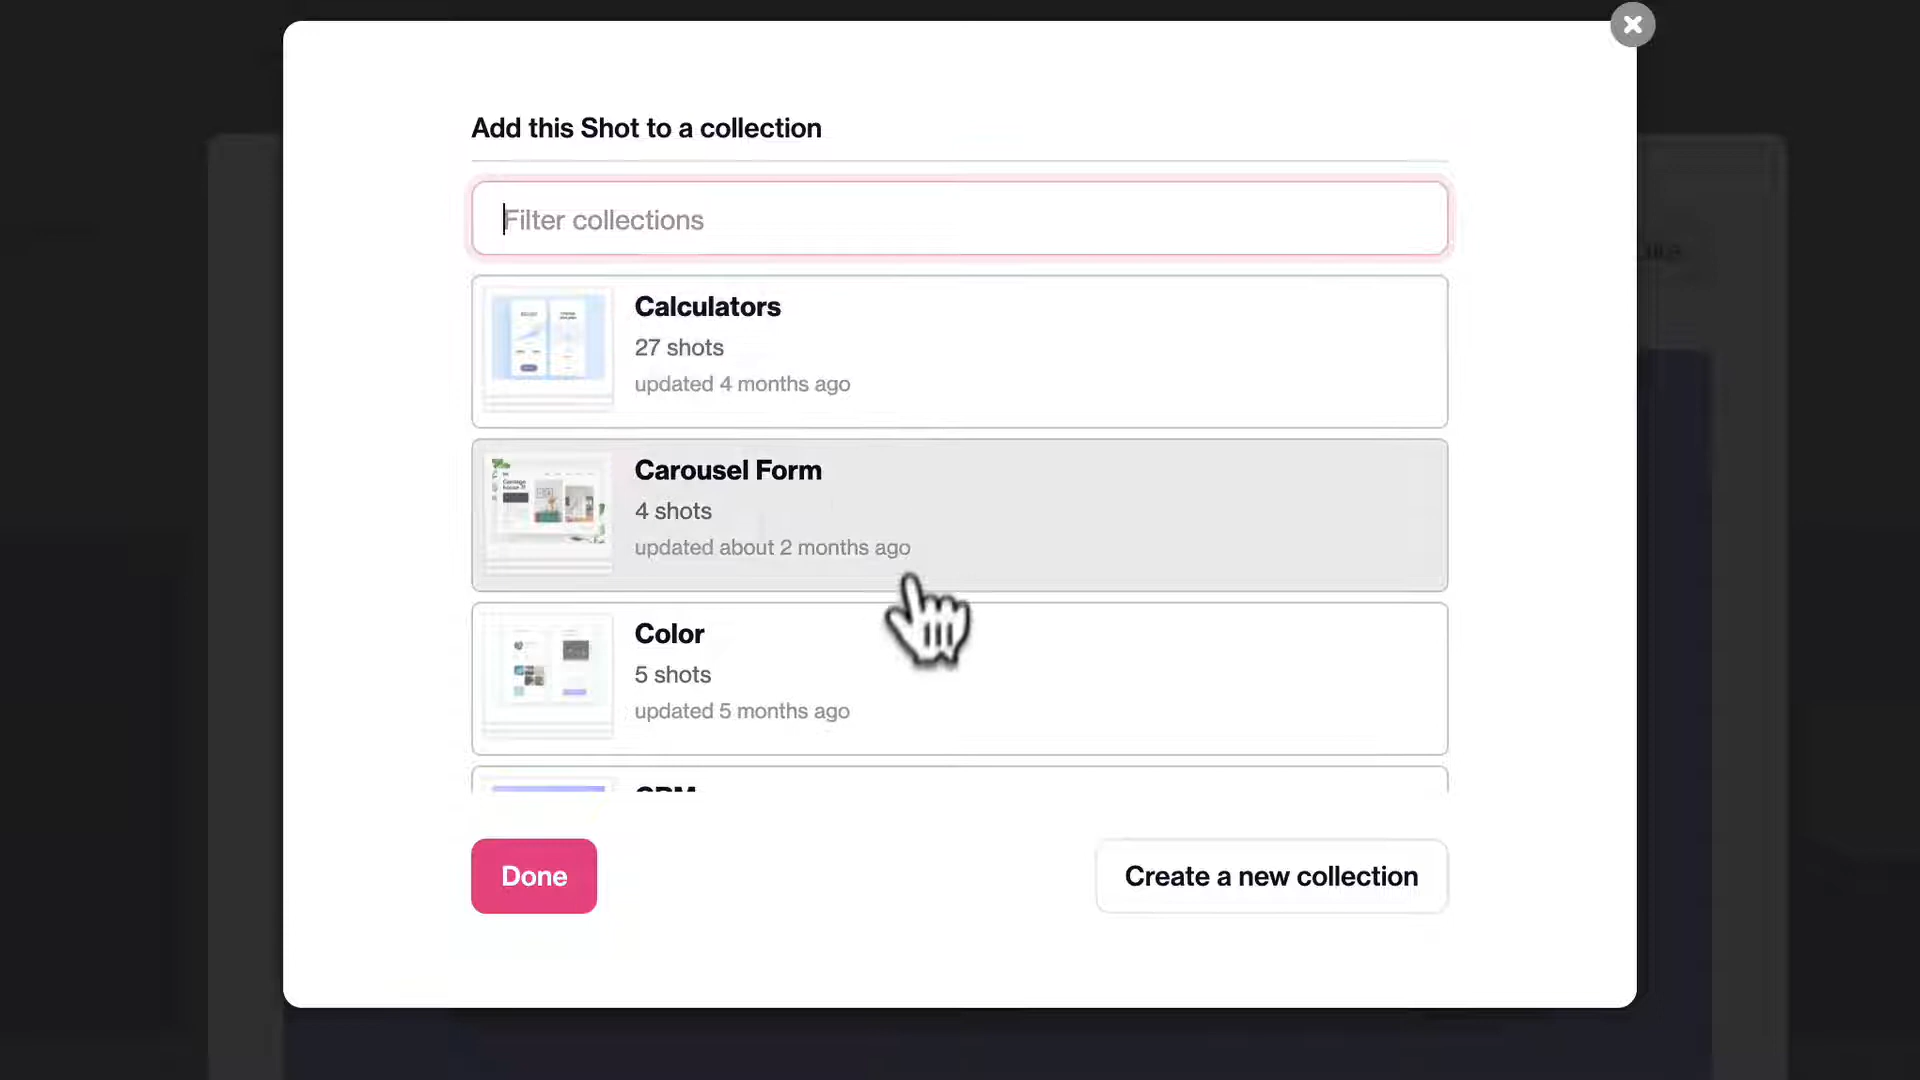 Add this Shot to a collection
Filter collections
Calculators
27 shots
updated 4 months ago
Carousel Form
4 shots
updated about 2 months ago
Color
5 shots
updated 5 months ago
CRM
Done
Create a new collection